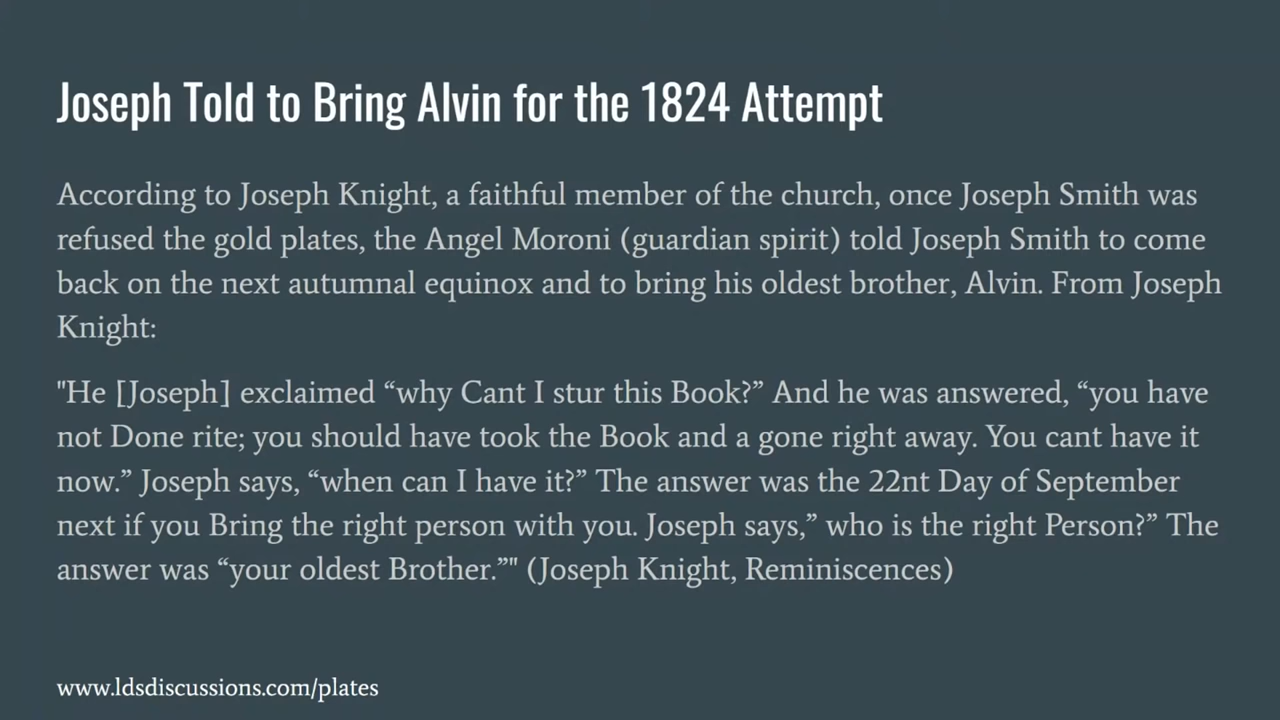 Joseph Told to Bring Alvin for the 1824 Attempt
According to Joseph Knight, a faithful member of the church, once Joseph Smith was
refused the gold plates, the Angel Moroni (guardian spirit) told Joseph Smith to come
back on the next autumnal equinox and to bring his oldest brother, Alvin. From Joseph
Knight:
"He [Joseph] exclaimed “why Cant I stur this Book?” And he was answered, “you have
not Done rite; you should have took the Book and a gone right away. You cant have it
now.” Joseph says, “when can I have it?” The answer was the 22nt Day of September
next if you Bring the right person with you. Joseph says,” who is the right Person?” The
answer was “your oldest Brother.”" (Joseph Knight, Reminiscences)
www.ldsdiscussions.com/plates